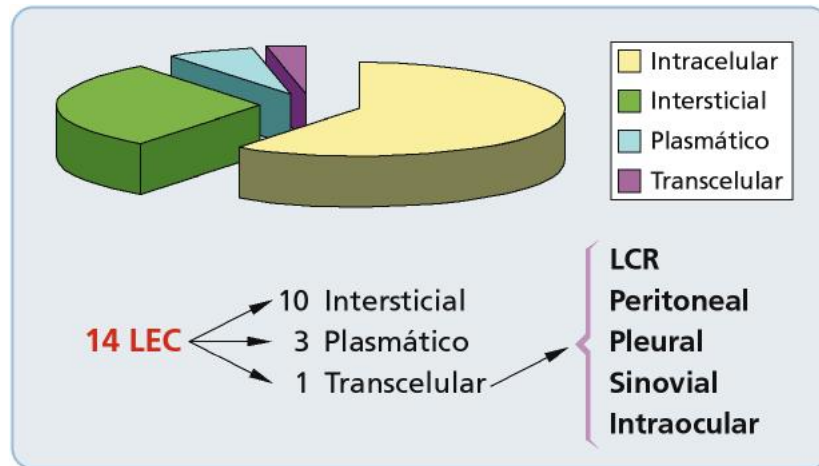 Intracelular
Intersticial
Plasmático
Transcelular
14 LEC
10 Intersticial
3 Plasmático
1 Transcelular
LCR
Peritoneal
Pleural
Sinovial
Intraocular